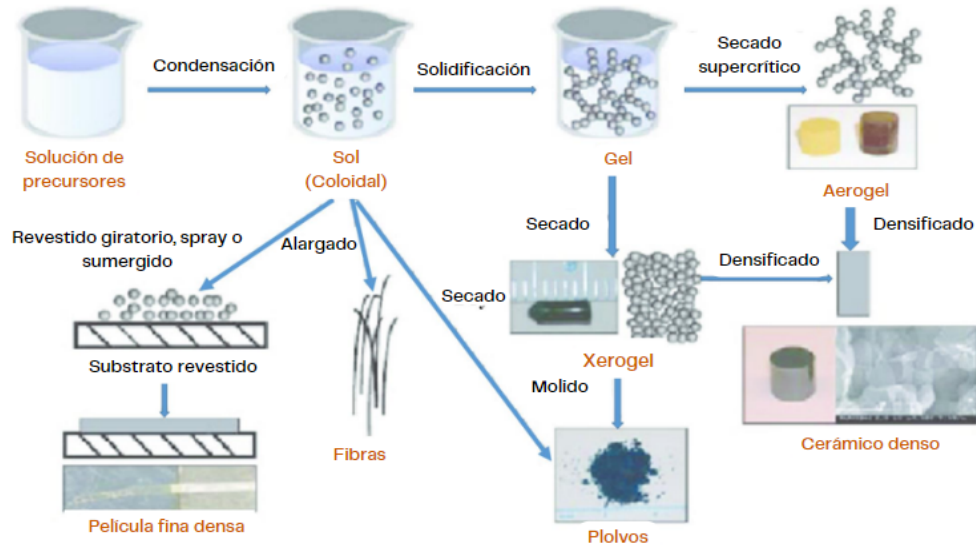 Condensación
Solidificación
Secado
supercrítico
Solución de
precursores
Sol
(Coloidal)
Gel
Aerogel
Revestido giratorio, spray o
sumergido
Alargado
Secado
Densificado
Densificado
Secado
Substrato revestido
Xerogel
Molido
Fibras
Cerámico denso
Película fina densa
Plolvos